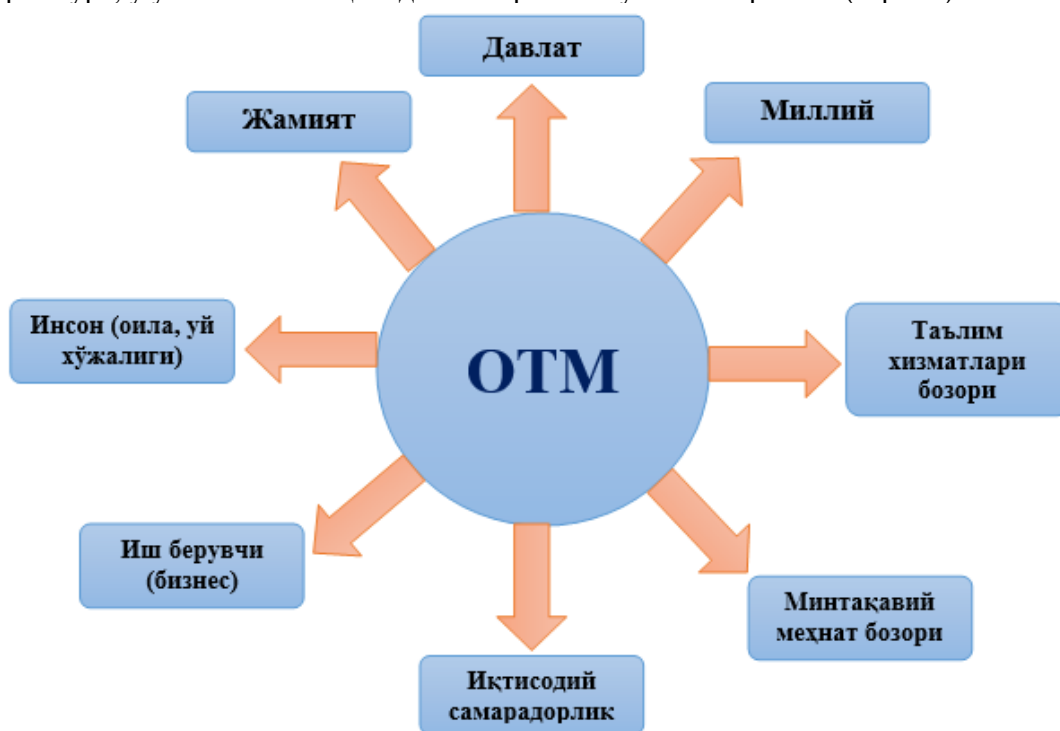 Давлат
Жамият
Миллий
Инсон (оила, уй
хўжалиги)
ОТМ
Таълим
хизматлари
бозори
Иш берувчи
(бизнес)
Минтақавий
меҳнат бозори
Иқтисодий
самарадорлик